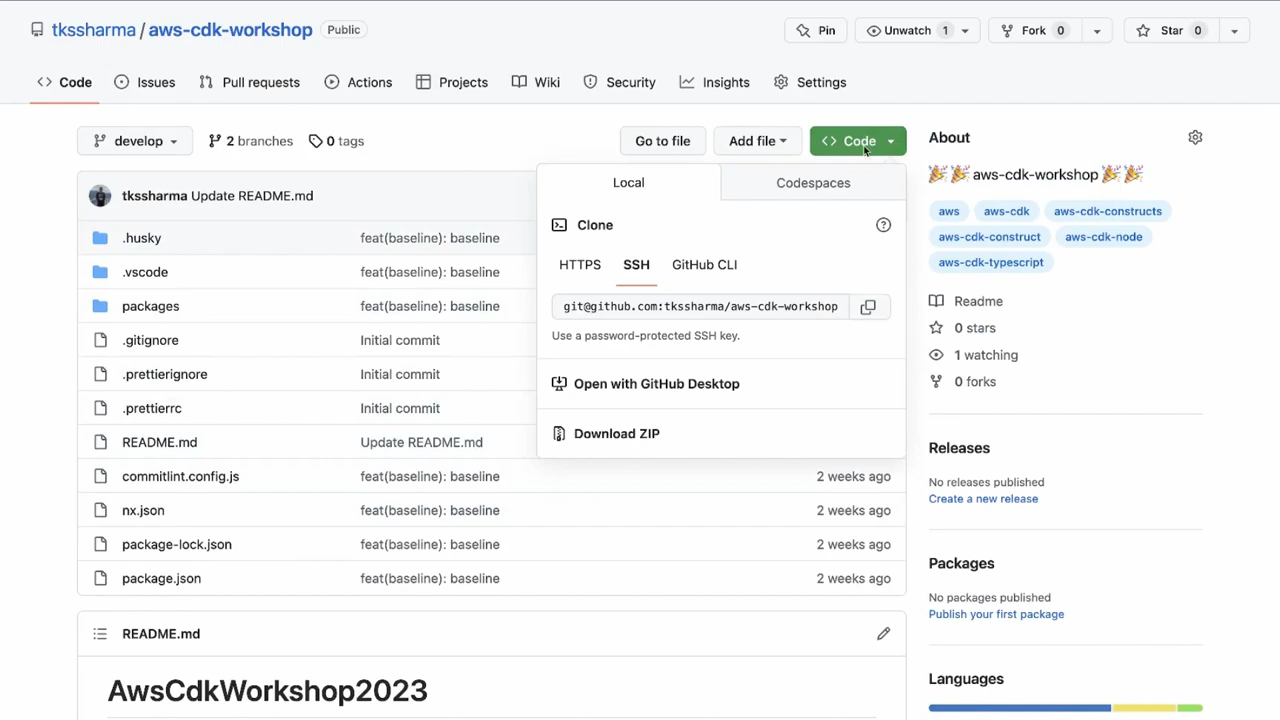 tkssharma / aws-cdk-workshop Public
Pin
Unwatch 1
Fork 0
Star 0
Code
Issues
Pull requests
Actions
Projects
Wiki
Security
Insights
Settings
develop
2 branches
0 tags
Go to file
Add file
Code
Local
Codespaces
Clone
HTTPS
SSH
GitHub CLI
git@github.com:tkssharma/aws-cdk-workshop
Use a password-protected SSH key.
Open with GitHub Desktop
Download ZIP
tkssharma Update README.md
.husky feat(baseline): baseline
.vscode feat(baseline): baseline
packages feat(baseline): baseline
.gitignore Initial commit
.prettierignore Initial commit
.prettierrc Initial commit
README.md Update README.md
commitlint.config.js feat(baseline): baseline 2 weeks ago
nx.json feat(baseline): baseline 2 weeks ago
package-lock.json feat(baseline): baseline 2 weeks ago
package.json feat(baseline): baseline 2 weeks ago
README.md
AwsCdkWorkshop2023
About
🎉 🎉 aws-cdk-workshop 🎉 🎉
aws aws-cdk aws-cdk-constructs
aws-cdk-construct aws-cdk-node
aws-cdk-typescript
Readme
0 stars
1 watching
0 forks
Releases
No releases published
Create a new release
Packages
No packages published
Publish your first package
Languages